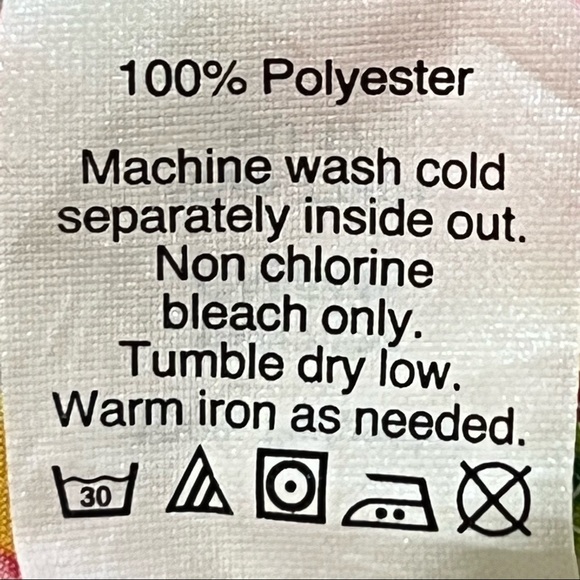 100% Polyester
Machine wash cold
separately inside out.
Non chlorine
bleach only.
Tumble dry low.
Warm iron as needed.
30